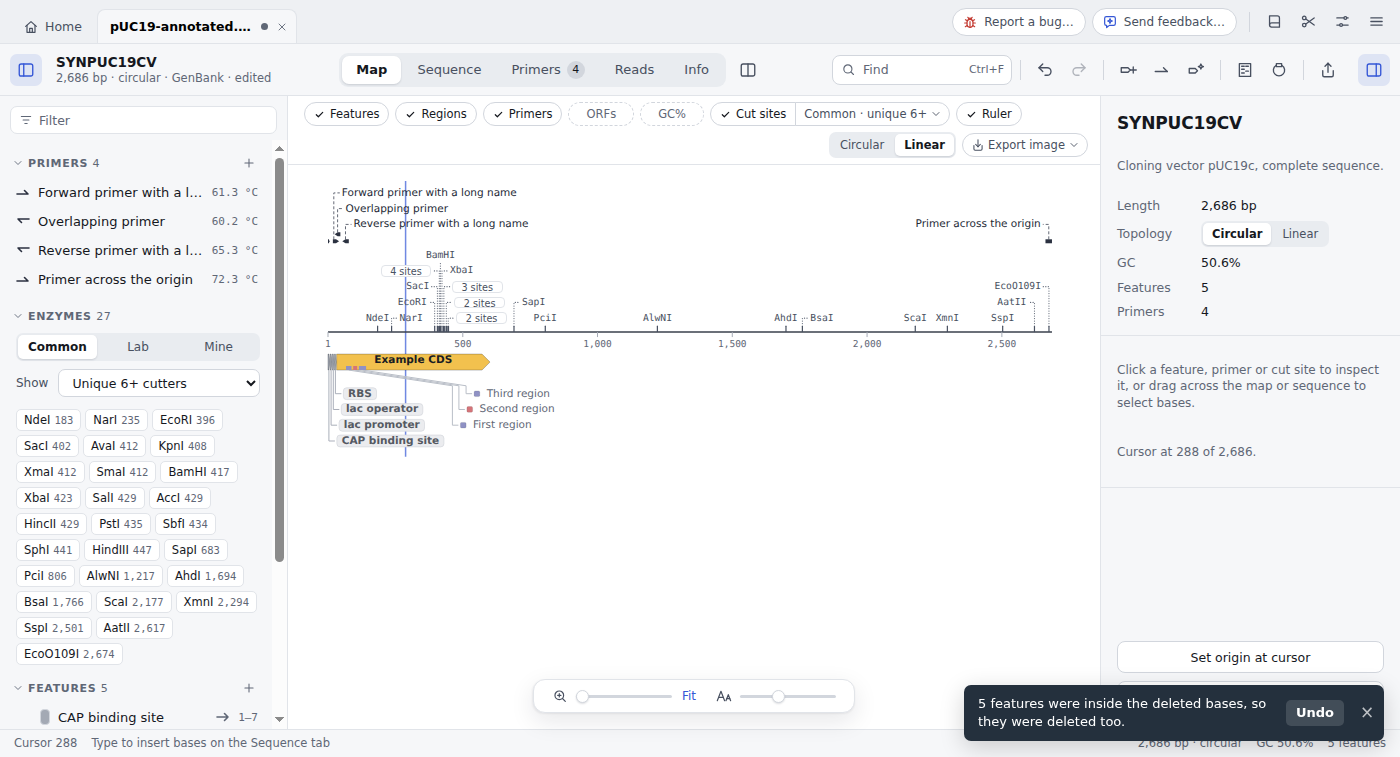 Home
pUC19-annotated....
Report a bug...
Send feedback...
SYNPUC19CV
2,686 bp · circular · GenBank · edited
Map
Sequence
Primers 4
Reads
Info
Find
Ctrl+F
Filter
PRIMERS 4
Forward primer with a l... 61.3 °C
Overlapping primer 60.2 °C
Reverse primer with a l... 65.3 °C
Primer across the origin 72.3 °C
ENZYMES 27
Common Lab Mine
Show Unique 6+ cutters
NdeI 183 NarI 235 EcoRI 396
SacI 402 AvaI 412 KpnI 408
XmaI 412 SmaI 412 BamHI 417
XbaI 423 SalI 429 AccI 429
HincII 429 PstI 435 SbfI 434
SphI 441 HindIII 447 SapI 683
PciI 806 AlwNI 1,217 AhdI 1,694
BsaI 1,766 ScaI 2,177 XmnI 2,294
SspI 2,501 AatII 2,617
EcoO109I 2,674
FEATURES 5
CAP binding site 1–7
Features Regions Primers ORFs GC% Cut sites Common · unique 6+ Ruler
Circular Linear Export image
Forward primer with a long name
Overlapping primer
Reverse primer with a long name Primer across the origin
BamHI
4 sites XbaI
SacI 3 sites EcoO109I
EcoRI 2 sites SapI AatII
NdeI NarI 2 sites PciI AlwNI AhdI BsaI ScaI XmnI SspI
1 500 1,000 1,500 2,000 2,500
Example CDS
RBS Third region
lac operator Second region
lac promoter First region
CAP binding site
Fit
SYNPUC19CV
Cloning vector pUC19c, complete sequence.
Length 2,686 bp
Topology Circular Linear
GC 50.6%
Features 5
Primers 4
Click a feature, primer or cut site to inspect
it, or drag across the map or sequence to
select bases.
Cursor at 288 of 2,686.
Set origin at cursor
5 features were inside the deleted bases, so
they were deleted too.
Undo
Cursor 288 Type to insert bases on the Sequence tab
2,686 bp · circular GC 50.6% 5 features